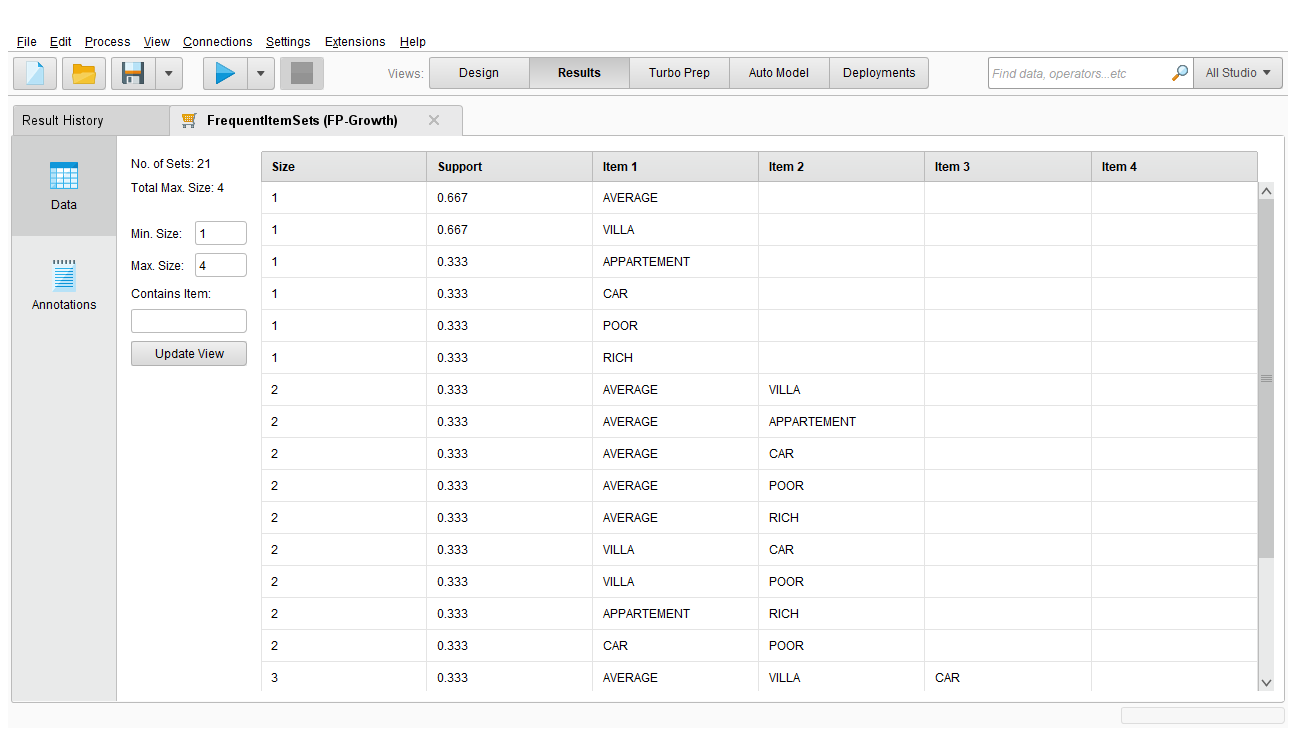 File Edit Process View Connections Settings Extensions Help
Views: Design Results Turbo Prep Auto Model Deployments Find data, operators...etc All Studio
Result History FrequentItemSets (FP-Growth)
Data
Annotations
No. of Sets: 21
Total Max. Size: 4
Min. Size: 1
Max. Size: 4
Contains Item:
Update View
Size Support Item 1 Item 2 Item 3 Item 4
1 0.667 AVERAGE
1 0.667 VILLA
1 0.333 APPARTEMENT
1 0.333 CAR
1 0.333 POOR
1 0.333 RICH
2 0.333 AVERAGE VILLA
2 0.333 AVERAGE APPARTEMENT
2 0.333 AVERAGE CAR
2 0.333 AVERAGE POOR
2 0.333 AVERAGE RICH
2 0.333 VILLA CAR
2 0.333 VILLA POOR
2 0.333 APPARTEMENT RICH
2 0.333 CAR POOR
3 0.333 AVERAGE VILLA CAR